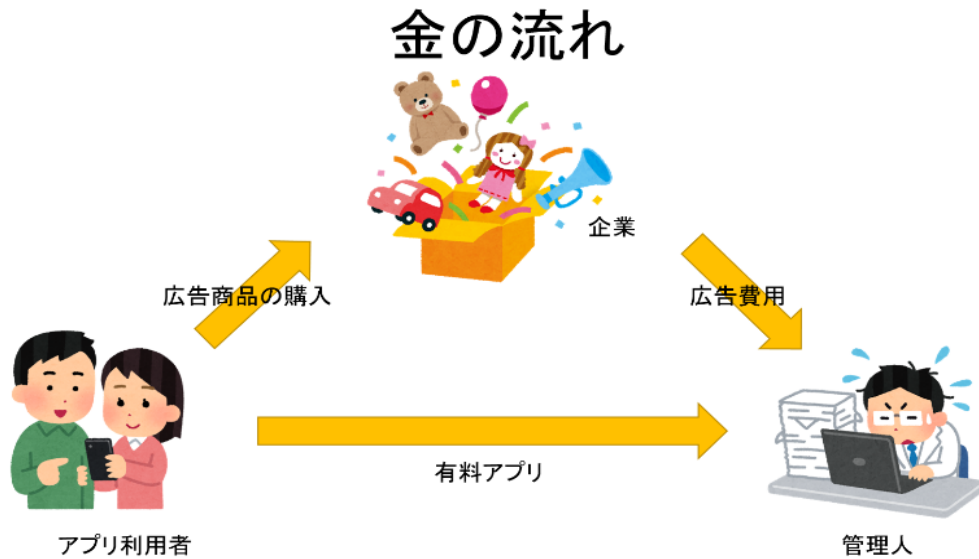 金の流れ
企業
広告商品の購入
広告費用
有料アプリ
アプリ利用者
管理人